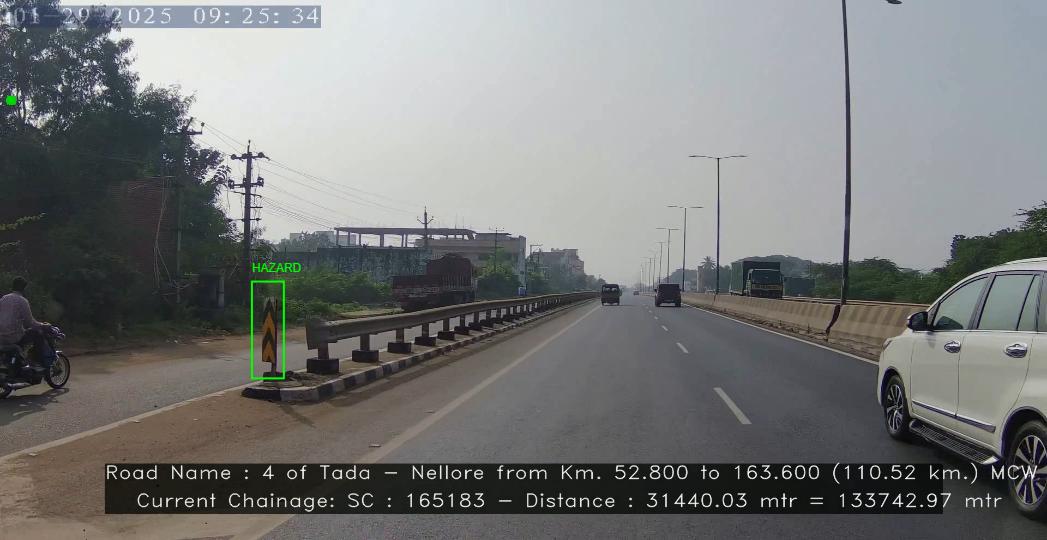 01-29-2025 09:25:34
HAZARD
Road Name : 4 of Tada - Nellore from Km. 52.800 to 163.600 (110.52 km.) MCW
Current Chainage: SC : 165183 - Distance : 31440.03 mtr = 133742.97 mtr